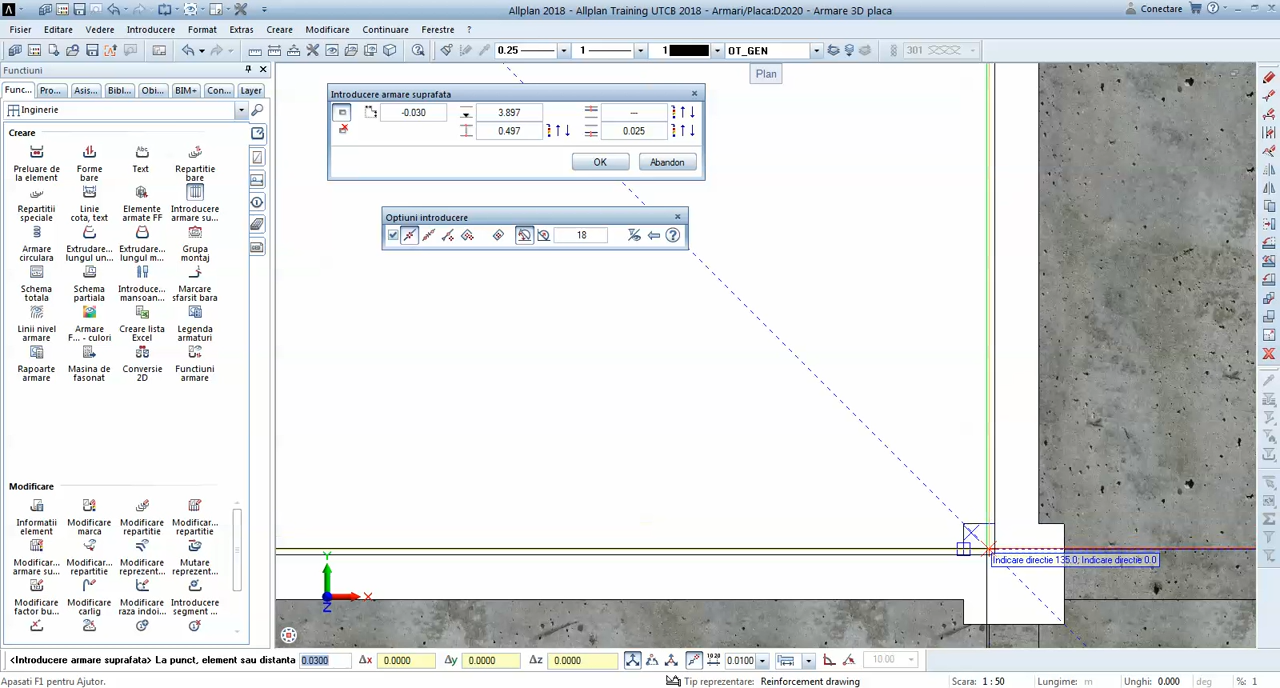 Allplan 2018 - Allplan Training UTCB 2018 - Armari/Placa:D2020 - Armare 3D placa
Conectare
Fisier Editare Vedere Introducere Format Extras Creare Modificare Continuare Ferestre ?
0.25 1 1 OT_GEN 301
Functiuni
Plan
Func... Pro... Asis... Bibl... Obi... BIM+ Con... Layer
Inginerie
Creare
Preluare de la element
Forme bare
Text
Repartitie bare
Repartitii speciale
Linie cota, text
Elemente armate FF
Introducere armare su...
Armare circulara
Extrudare... lungul un...
Extrudare... lungul m...
Grupa montaj
Schema totala
Schema partiala
Introduce... mansoan...
Marcare sfarsit bara
Linii nivel armare
Armare F... - culori
Creare lista Excel
Legenda armaturi
Rapoarte armare
Masina de fasonat
Conversie 2D
Functiuni armare
Modificare
Informatii element
Modificare marca
Modificare repartitie
Modificar... repartitie
Modificar... armare su...
Modificar... repartitie
Modificare reprezent...
Mutare reprezent...
Modificare factor bu...
Modificare carlig
Modificare raza indoi...
Introducere segment ...
Introducere armare suprafata
-0.030 3.897 ---
0.497 0.025
OK Abandon
Optiuni introducere
18
Indicare directie 135.0; Indicare directie 0.0
Y
X
Z
<Introducere armare suprafata> La punct, element sau distanta 0.0300 Δx 0.0000 Δy 0.0000 Δz 0.0000 0.0100 10.00
Apasati F1 pentru Ajutor. Tip reprezentare: Reinforcement drawing Scara: 1 : 50 Lungime: m Unghi: 0.000 deg %: 1